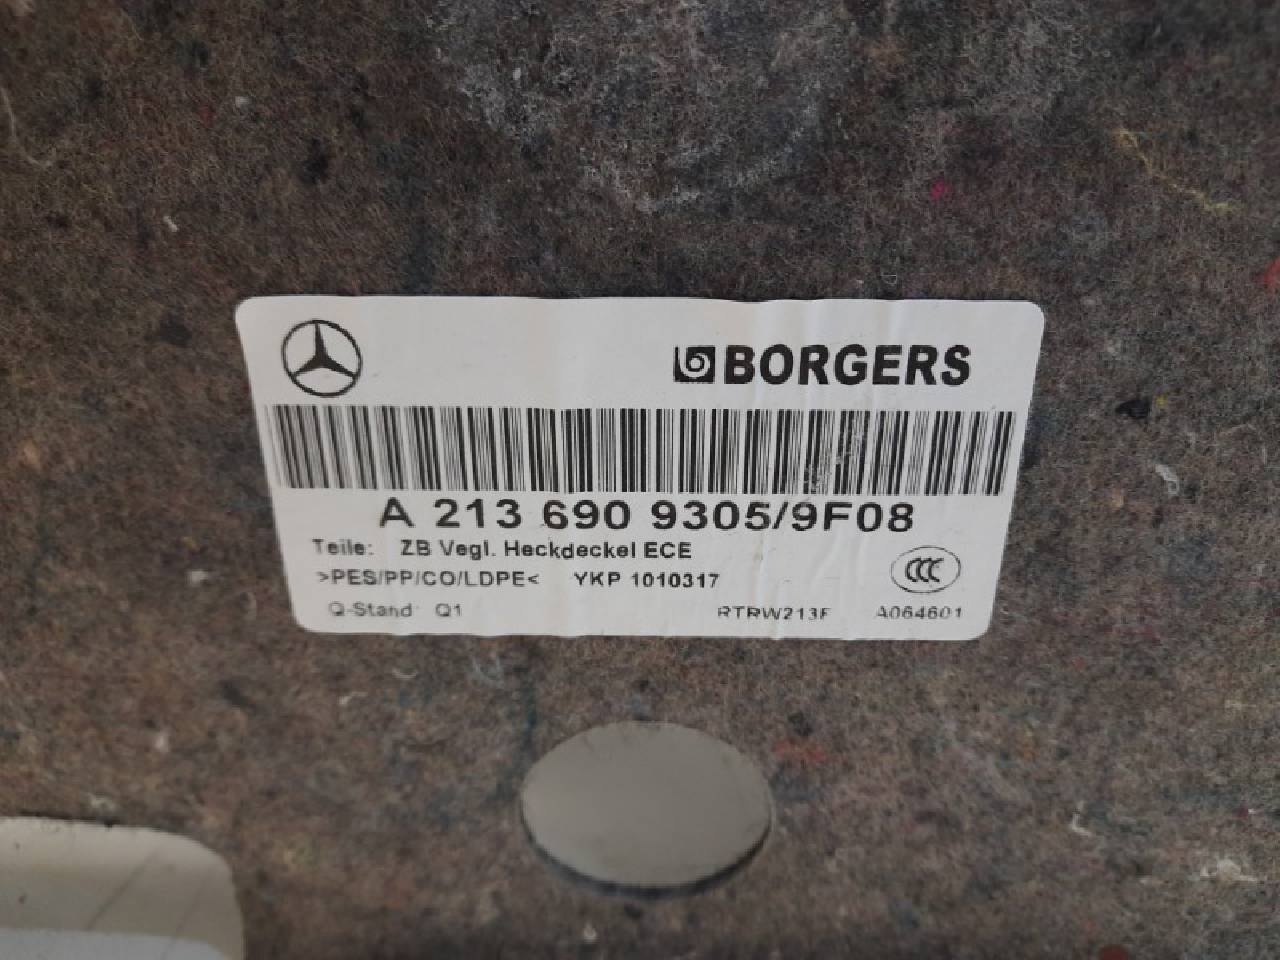 BORGERS
A 213 690 9305/9F08
Teile: ZB Vegl. Heckdeckel ECE
>PES/PP/CO/LDPE< YKP 1010317
CCC
Q-Stand: Q1 RTRW213F A064601